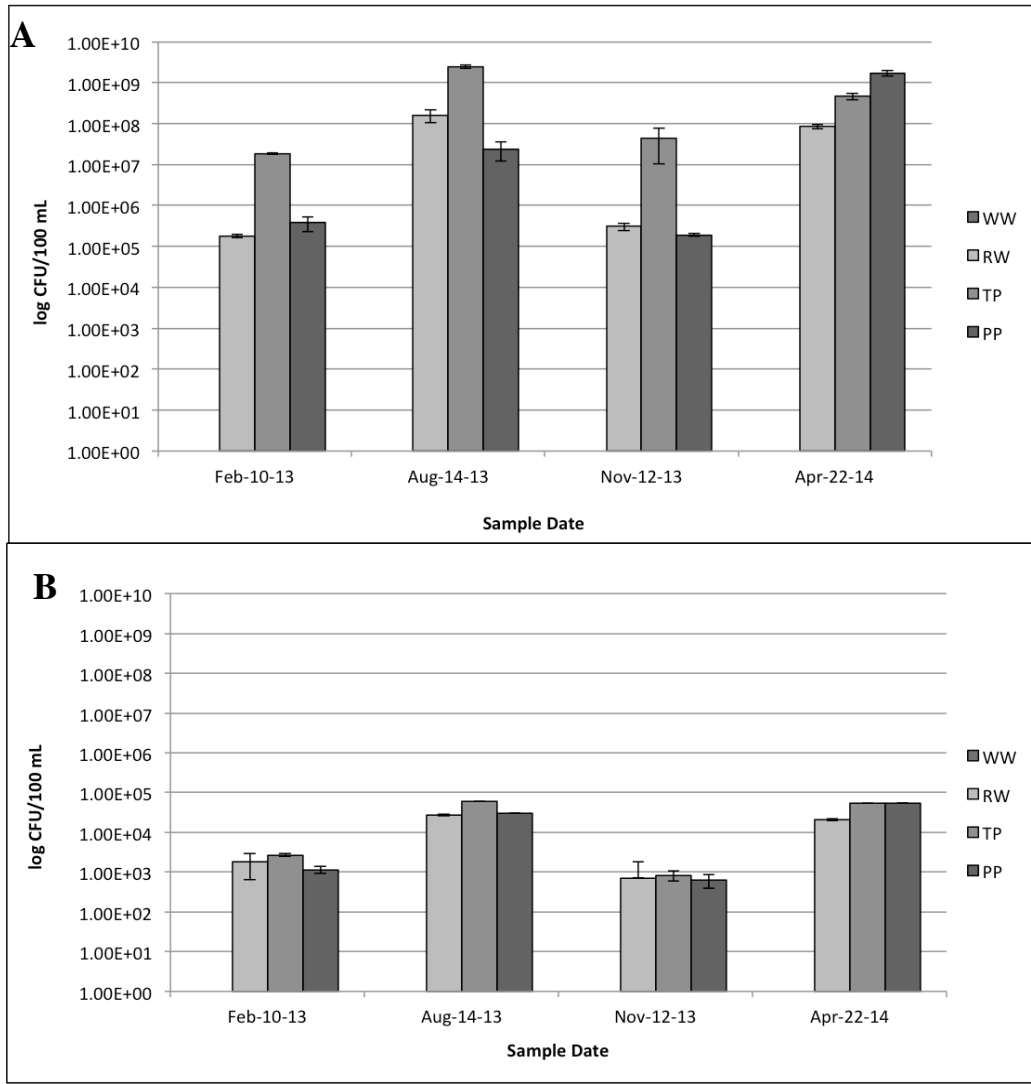 A
1.00E+10
1.00E+09
1.00E+08
1.00E+07
1.00E+06
1.00E+05
1.00E+04
1.00E+03
1.00E+02
1.00E+01
1.00E+00
log CFU/100 mL
Feb-10-13 Aug-14-13 Nov-12-13 Apr-22-14
Sample Date
WW
RW
TP
PP
B
1.00E+10
1.00E+09
1.00E+08
1.00E+07
1.00E+06
1.00E+05
1.00E+04
1.00E+03
1.00E+02
1.00E+01
1.00E+00
log CFU/100 mL
Feb-10-13 Aug-14-13 Nov-12-13 Apr-22-14
Sample Date
WW
RW
TP
PP